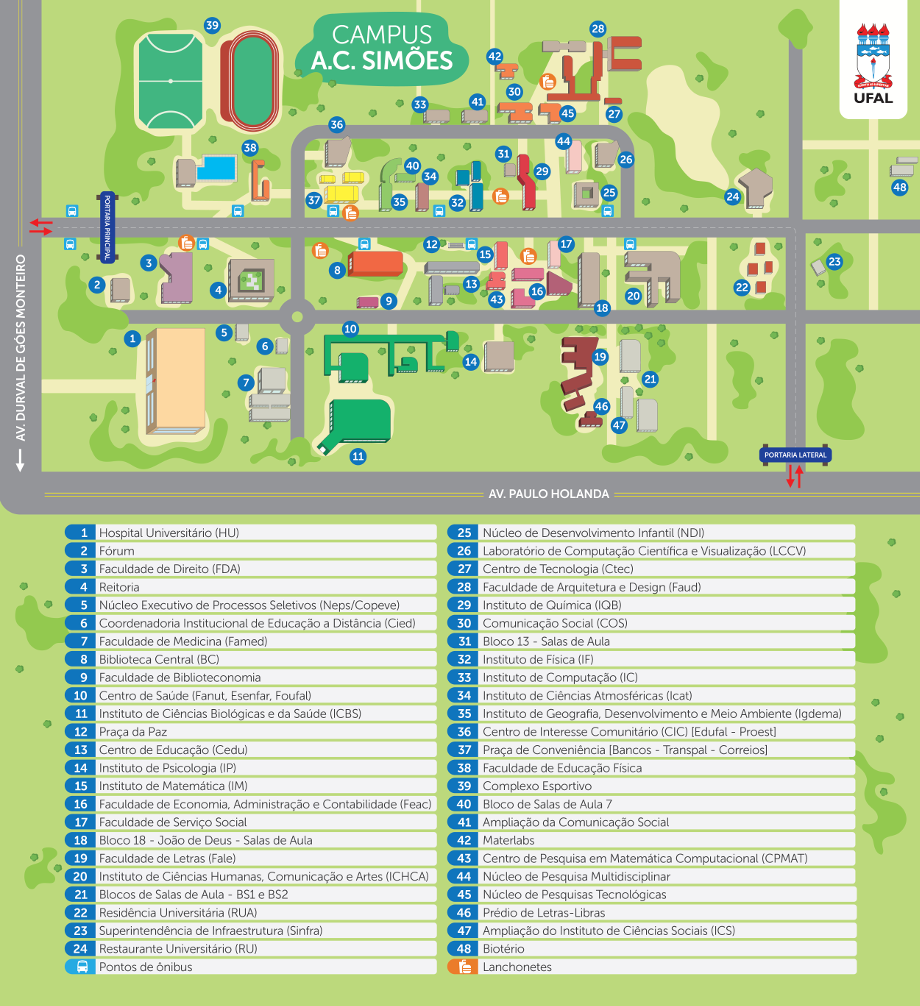 CAMPUS
A.C. SIMÕES
UFAL
39
28
42
30
33
41
45
27
36
44
38
31
40
34
29
26
37
35
32
25
24
48
PORTARIA PRINCIPAL
12
17
3
15
8
13
2
4
43
16
20
22
23
9
18
1
5
10
6
14
19
7
21
46
47
11
AV. DURVAL DE GÓES MONTEIRO
PORTARIA LATERAL
AV. PAULO HOLANDA
1 Hospital Universitário (HU)
2 Fórum
3 Faculdade de Direito (FDA)
4 Reitoria
5 Núcleo Executivo de Processos Seletivos (Neps/Copeve)
6 Coordenadoria Institucional de Educação a Distância (Cied)
7 Faculdade de Medicina (Famed)
8 Biblioteca Central (BC)
9 Faculdade de Biblioteconomia
10 Centro de Saúde (Fanut, Esenfar, Foufal)
11 Instituto de Ciências Biológicas e da Saúde (ICBS)
12 Praça da Paz
13 Centro de Educação (Cedu)
14 Instituto de Psicologia (IP)
15 Instituto de Matemática (IM)
16 Faculdade de Economia, Administração e Contabilidade (Feac)
17 Faculdade de Serviço Social
18 Bloco 18 - João de Deus - Salas de Aula
19 Faculdade de Letras (Fale)
20 Instituto de Ciências Humanas, Comunicação e Artes (ICHCA)
21 Blocos de Salas de Aula - BS1 e BS2
22 Residência Universitária (RUA)
23 Superintendência de Infraestrutura (Sinfra)
24 Restaurante Universitário (RU)
Pontos de ônibus
25 Núcleo de Desenvolvimento Infantil (NDI)
26 Laboratório de Computação Científica e Visualização (LCCV)
27 Centro de Tecnologia (Ctec)
28 Faculdade de Arquitetura e Design (Faud)
29 Instituto de Química (IQB)
30 Comunicação Social (COS)
31 Bloco 13 - Salas de Aula
32 Instituto de Física (IF)
33 Instituto de Computação (IC)
34 Instituto de Ciências Atmosféricas (Icat)
35 Instituto de Geografia, Desenvolvimento e Meio Ambiente (Igdema)
36 Centro de Interesse Comunitário (CIC) [Edufal - Proest]
37 Praça de Conveniência [Bancos - Transpal - Correios]
38 Faculdade de Educação Física
39 Complexo Esportivo
40 Bloco de Salas de Aula 7
41 Ampliação da Comunicação Social
42 Materlabs
43 Centro de Pesquisa em Matemática Computacional (CPMAT)
44 Núcleo de Pesquisa Multidisciplinar
45 Núcleo de Pesquisas Tecnológicas
46 Prédio de Letras-Libras
47 Ampliação do Instituto de Ciências Sociais (ICS)
48 Biotério
Lanchonetes